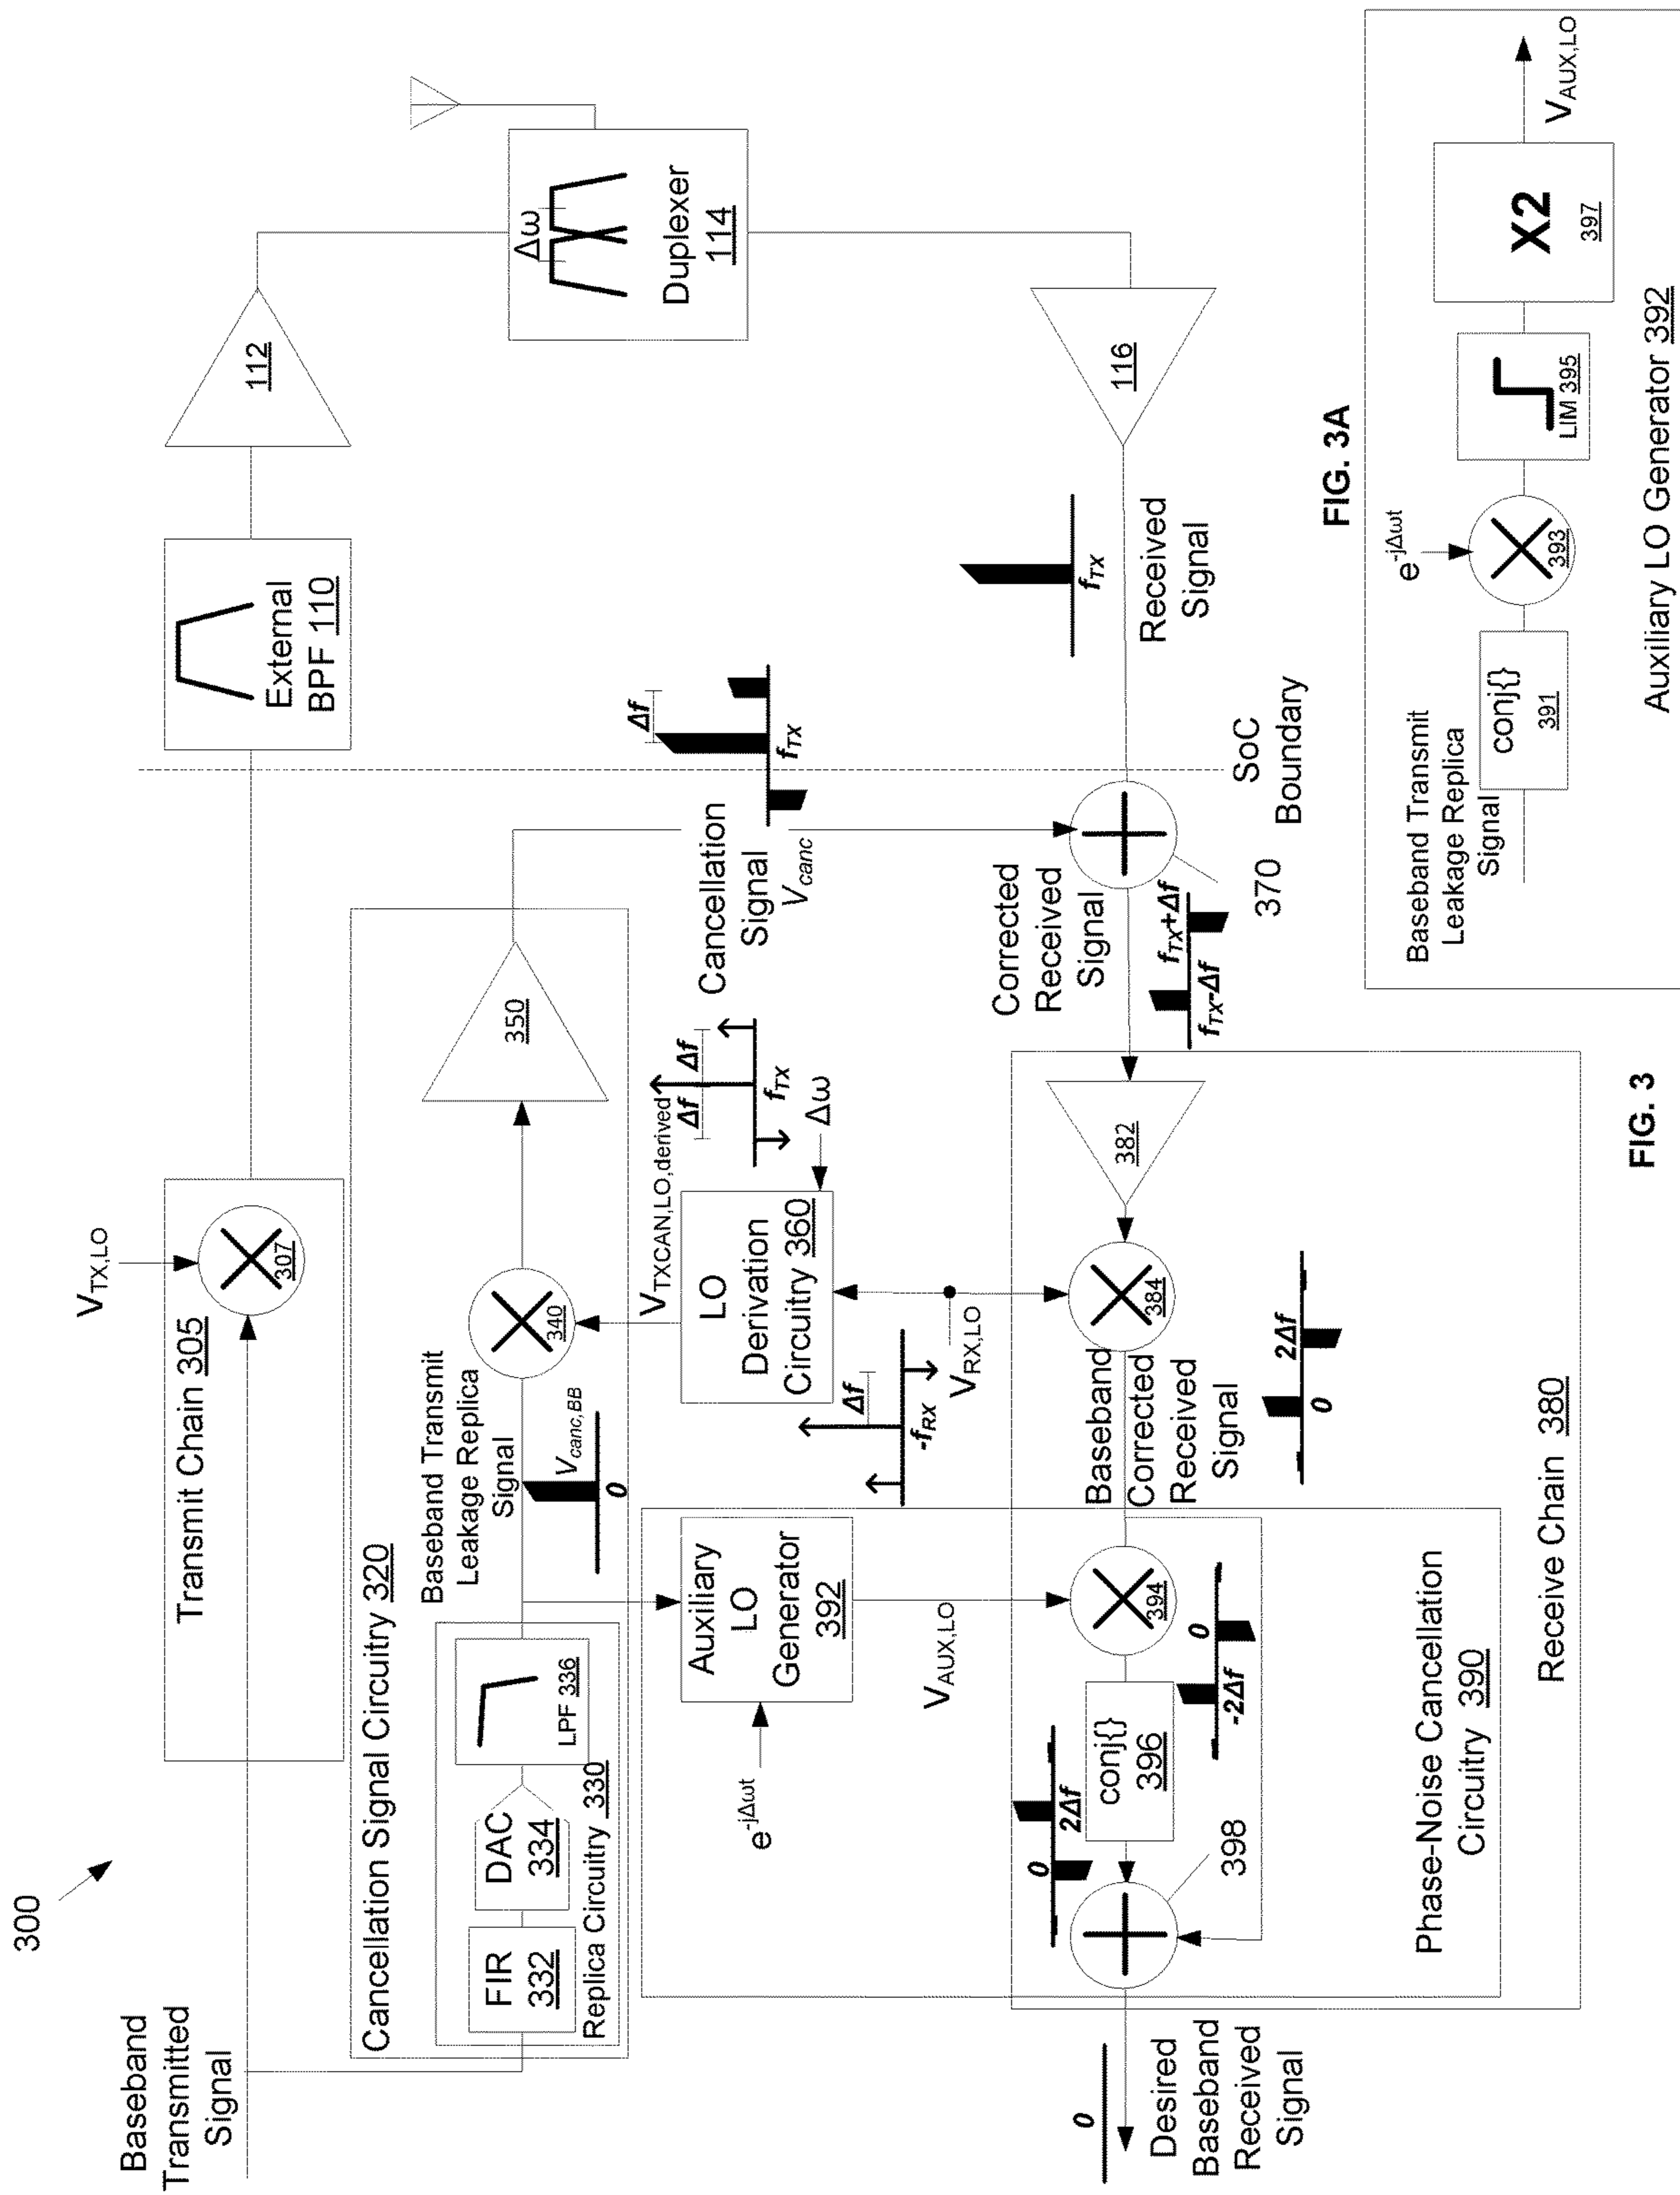 300
Baseband
Transmitted
Signal
Transmit Chain 305
V_TX,LO
307
External
BPF 110
112
Δω
Duplexer
114
Cancellation Signal Circuitry 320
FIR
332
DAC
334
LPF 336
Replica Circuitry 330
Baseband Transmit
Leakage Replica
Signal
V_canc,BB
0
340
350
Cancellation
Signal
V_canc
Δf
f_TX
V_TXCAN,LO,derived
Δf
Δf
f_TX
Δω
LO
Derivation
Circuitry 360
Δf
-f_RX
V_RX,LO
Auxiliary
LO
Generator
392
e^-jΔωt
V_AUX,LO
SoC
Boundary
Received
Signal
f_TX
116
370
Corrected
Received
Signal
f_TX-Δf
f_TX+Δf
382
384
Baseband
Corrected
Received
Signal
0
2Δf
394
0
-2Δf
conj{}
396
0
2Δf
398
Phase-Noise Cancellation
Circuitry 390
Receive Chain 380
0
Desired
Baseband
Received
Signal
FIG. 3
FIG. 3A
Baseband Transmit
Leakage Replica
Signal
conj{}
391
e^-jΔωt
393
LIM 395
X2
397
V_AUX,LO
Auxiliary LO Generator 392